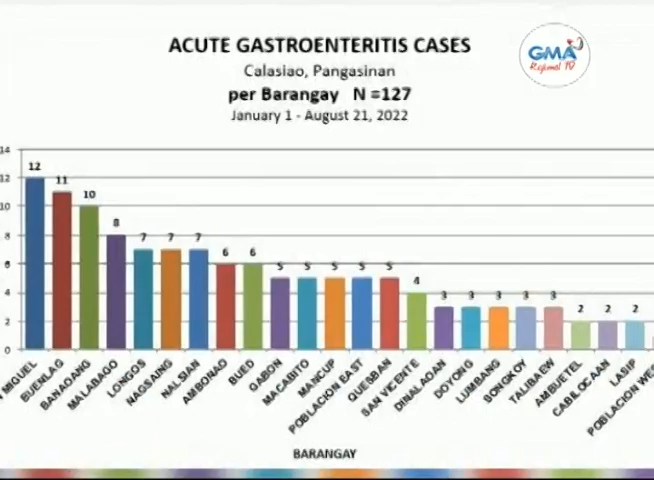 ACUTE GASTROENTERITIS CASES
Calasiao, Pangasinan
per Barangay N =127
January 1 - August 21, 2022
GMA
Regional TV
14
12
10
8
6
4
2
0
12
11
10
8
7
7
7
6
6
5
5
5
5
5
4
3
3
3
3
3
2
2
2
MIGUEL
BUENLAG
BANAOANG
MALABAGO
LONGOS
NAGSAING
NALSIAN
AMBONAO
BUED
GABON
MACABITO
MANCUP
POBLACION EAST
QUESBAN
SAN VICENTE
DINALAOAN
DOYONG
LUMBANG
SONGKOY
TALIBAEW
AMBUETEL
CABILOCAAN
LASIP
POBLACION WES
BARANGAY